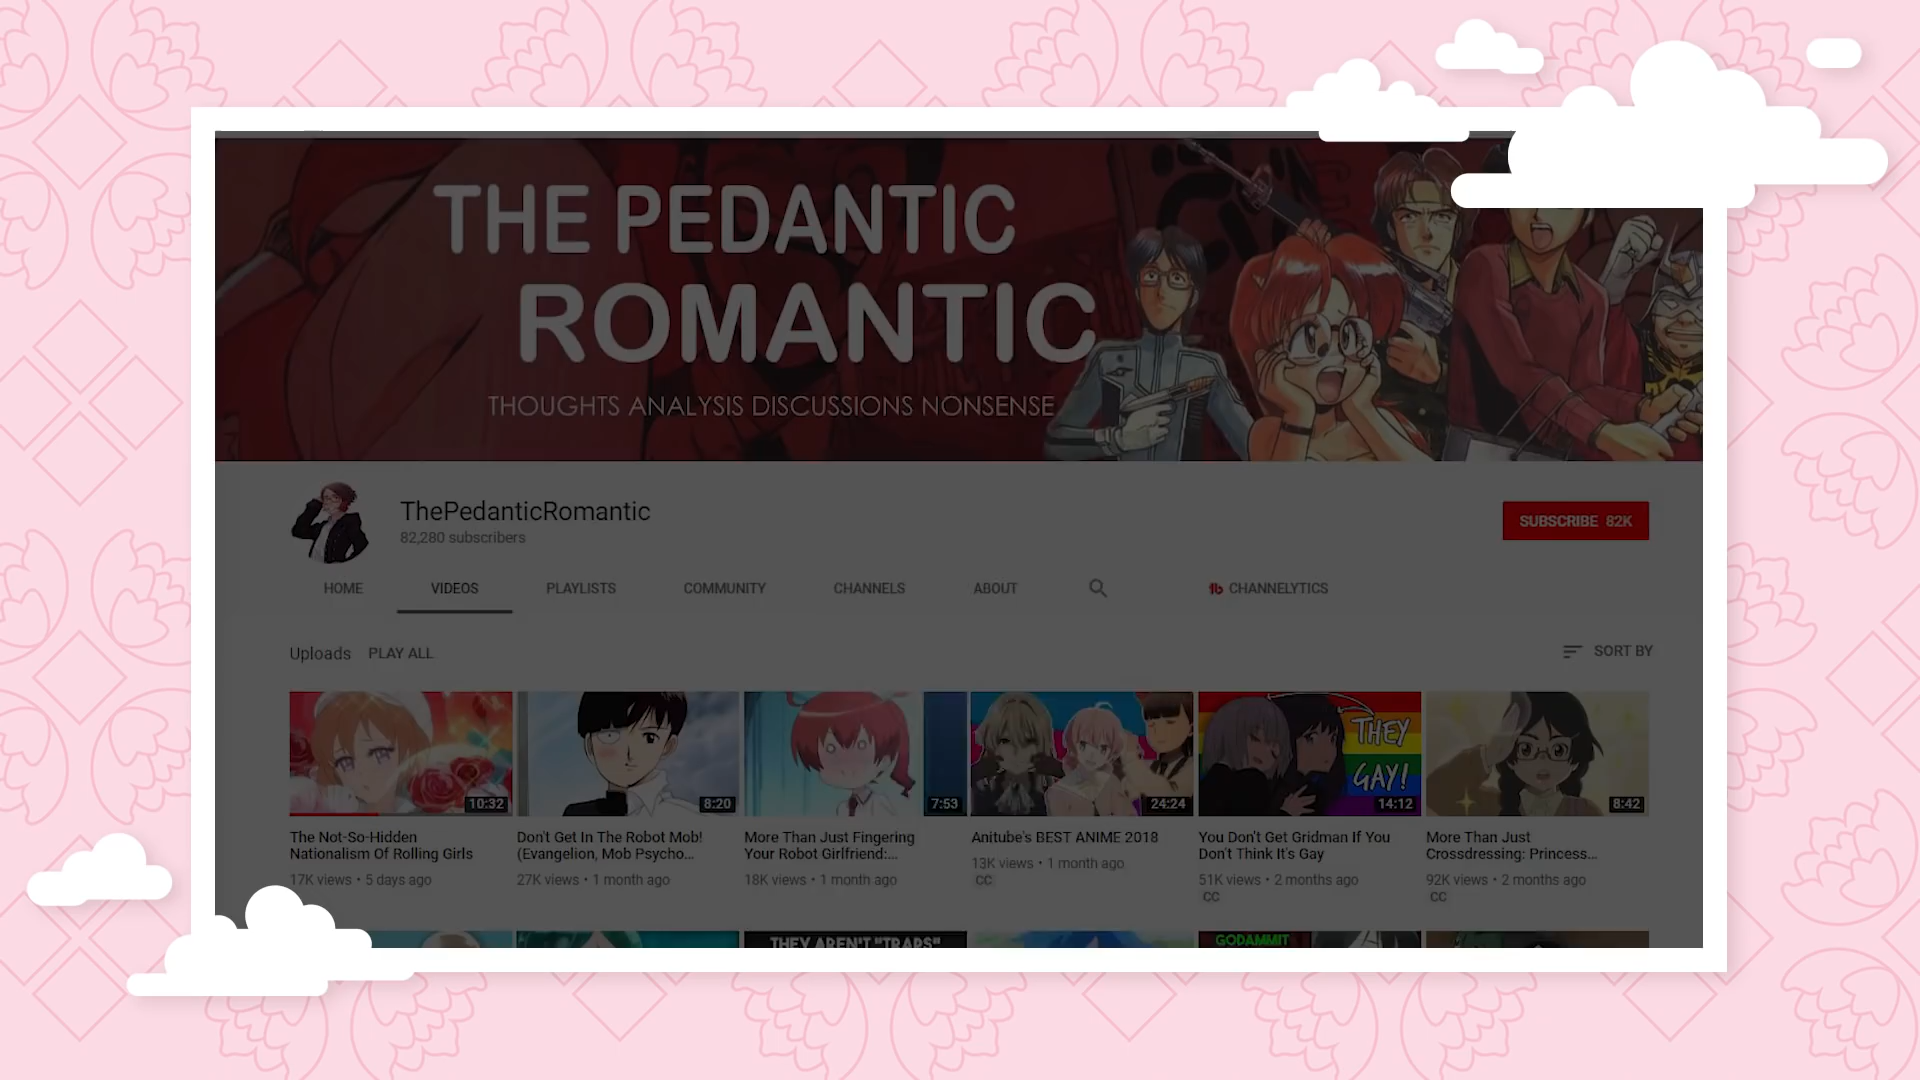 THE PEDANTIC
ROMANTIC
THOUGHTS ANALYSIS DISCUSSIONS NONSENSE
ThePedanticRomantic
82,280 subscribers
SUBSCRIBE 82K
HOME VIDEOS PLAYLISTS COMMUNITY CHANNELS ABOUT CHANNELYTICS
Uploads PLAY ALL
SORT BY
THEY
GAY!
10:32
8:20
7:53
24:24
14:12
8:42
The Not-So-Hidden
Nationalism Of Rolling Girls
17K views • 5 days ago
Don't Get In The Robot Mob!
(Evangelion, Mob Psycho...
27K views • 1 month ago
More Than Just Fingering
Your Robot Girlfriend:...
18K views • 1 month ago
Anitube's BEST ANIME 2018
13K views • 1 month ago
CC
You Don't Get Gridman If You
Don't Think It's Gay
51K views • 2 months ago
CC
More Than Just
Crossdressing: Princess...
92K views • 2 months ago
CC
THEY AREN'T "TRAPS"
GODAMMIT